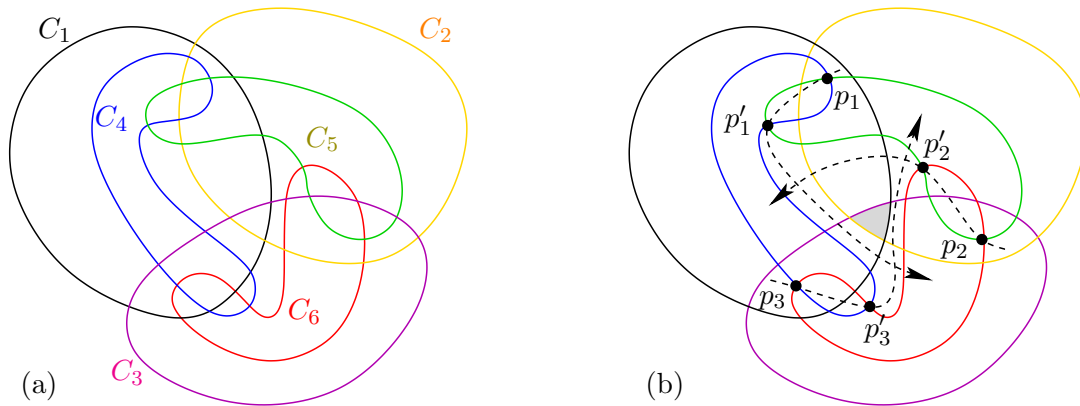 C₁
C₂
C₄
C₅
C₆
C₃
(a)
p₁
p′₁
p′₂
p₂
p₃
p′₃
(b)